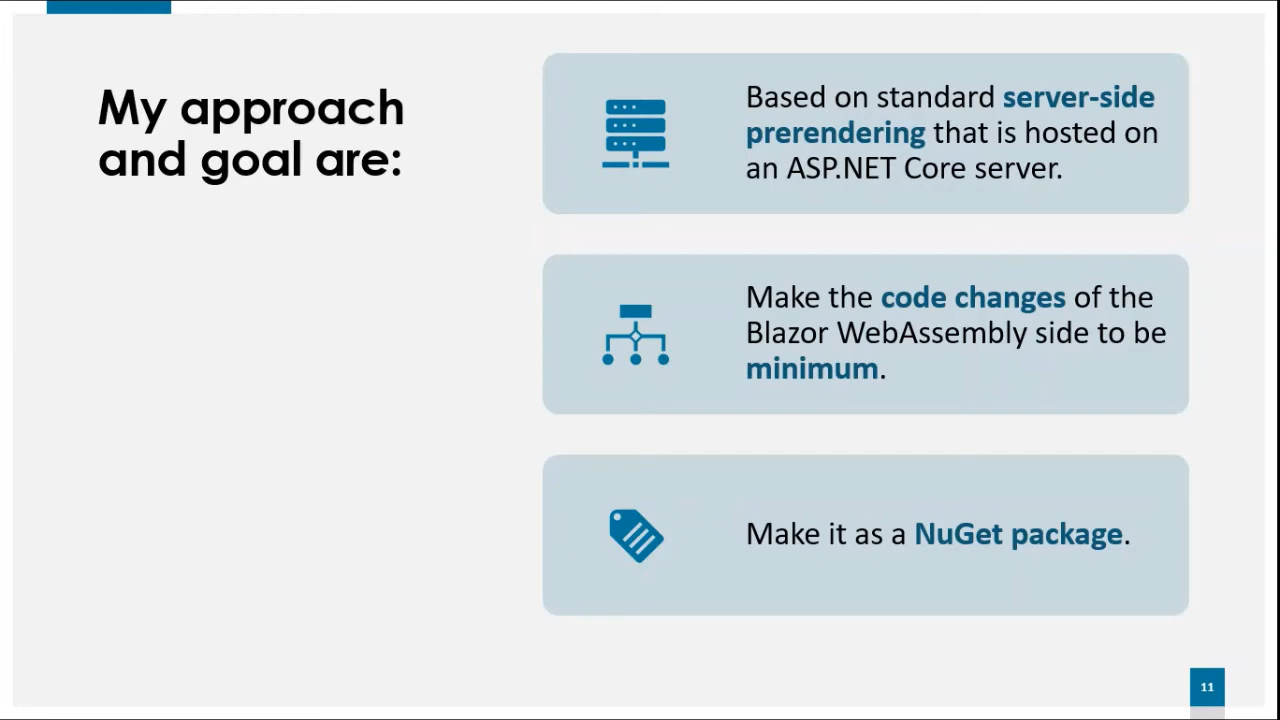 My approach
and goal are:
Based on standard server-side
prerendering that is hosted on
an ASP.NET Core server.
Make the code changes of the
Blazor WebAssembly side to be
minimum.
Make it as a NuGet package.
11